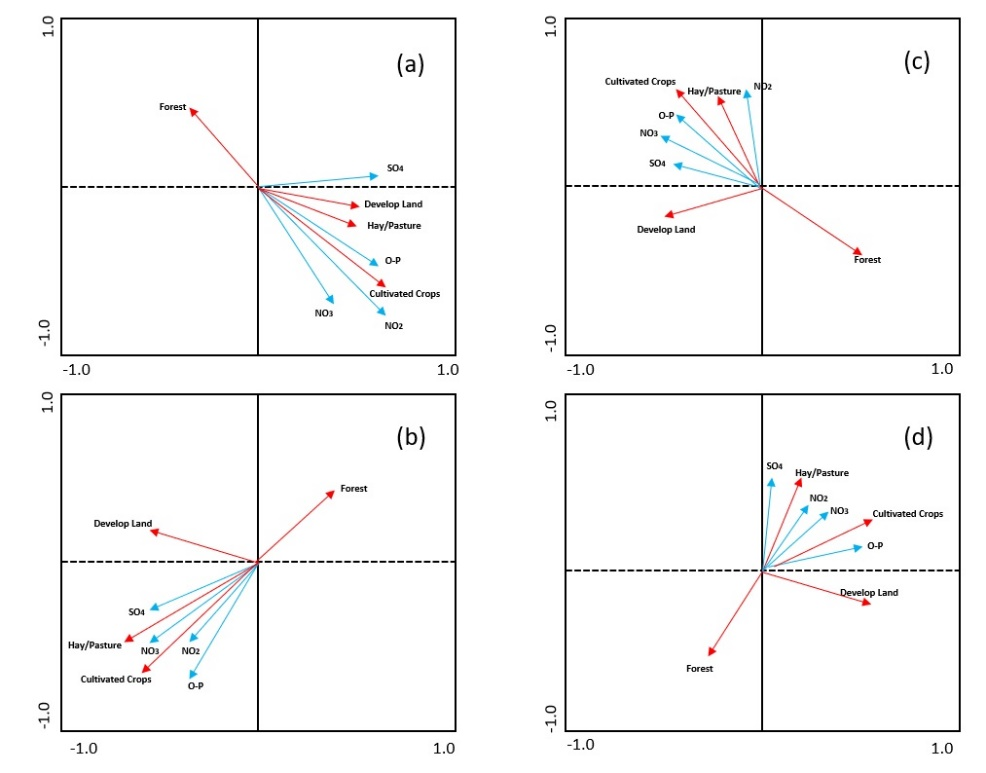 1.0
(a)
Forest
SO4
Develop Land
Hay/Pasture
O-P
Cultivated Crops
NO3
NO2
-1.0
-1.0
1.0
1.0
(c)
Cultivated Crops
Hay/Pasture
NO2
O-P
NO3
SO4
Develop Land
Forest
-1.0
-1.0
1.0
1.0
(b)
Forest
Develop Land
SO4
Hay/Pasture
NO3
NO2
Cultivated Crops
O-P
-1.0
-1.0
1.0
1.0
(d)
SO4
Hay/Pasture
NO2
NO3
Cultivated Crops
O-P
Develop Land
Forest
-1.0
-1.0
1.0